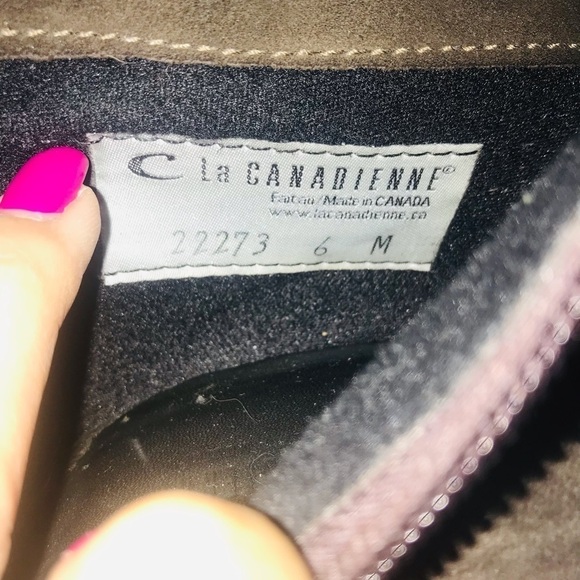 C La CANADIENNE®
Fait au / Made in CANADA
www.lacanadienne.ca
22273 6 M